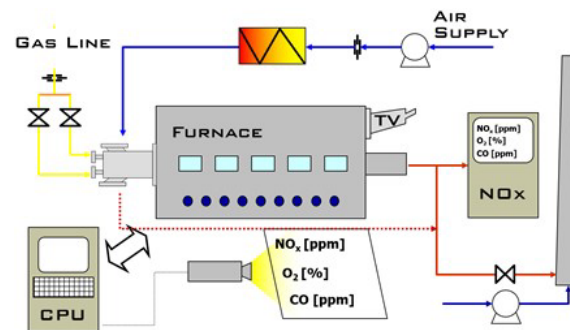 AIR
SUPPLY
GAS LINE
FURNACE
TV
NOx [ppm]
O2 [%]
CO [ppm]
NOx
NOx [ppm]
O2 [%]
CO [ppm]
CPU